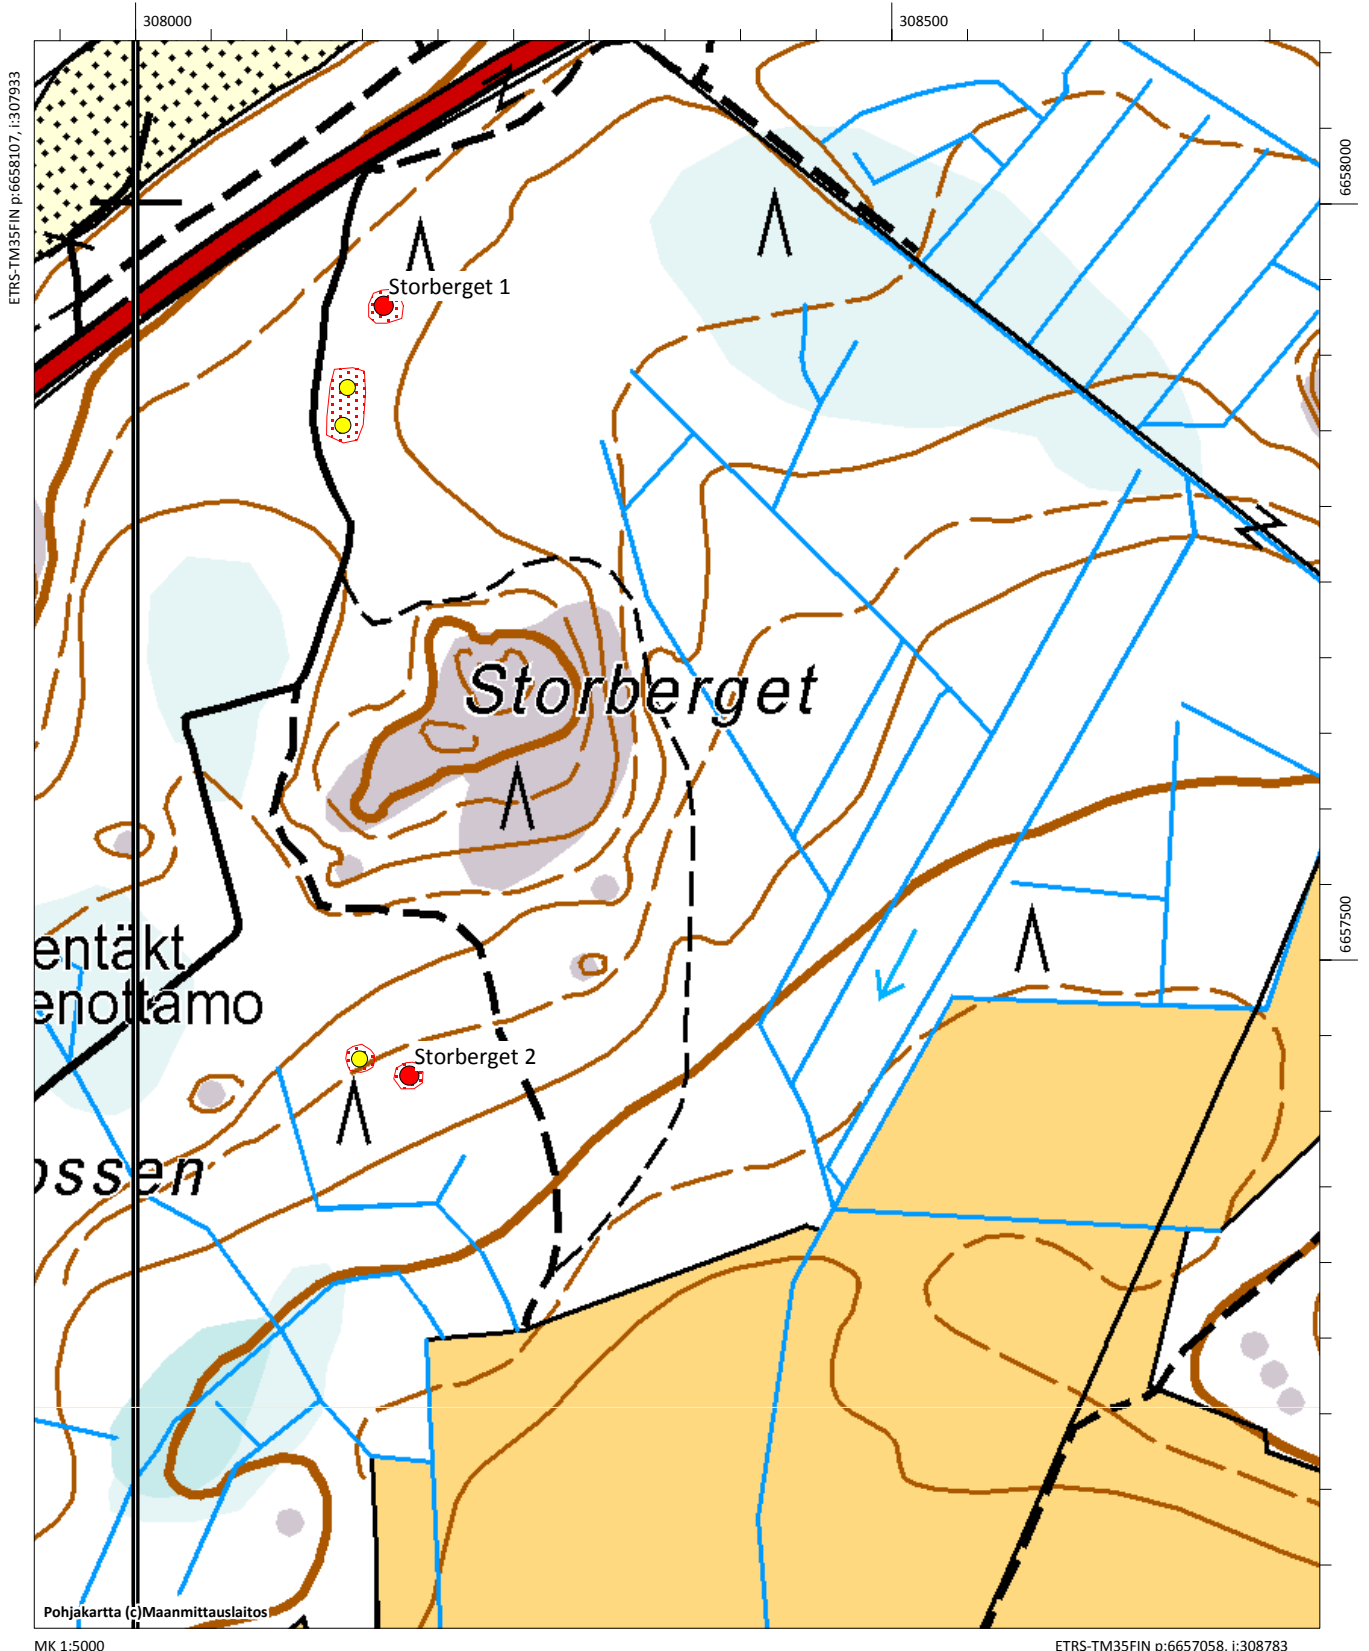 308000
308500
ETRS-TM35FIN p:6658107, i:307933
6658000
Storberget 1
Storberget
6657500
entäkt
enottamo
Storberget 2
ossen
Pohjakartta (c)Maanmittauslaitos
MK 1:5000
ETRS-TM35FIN p:6657058, i:308783